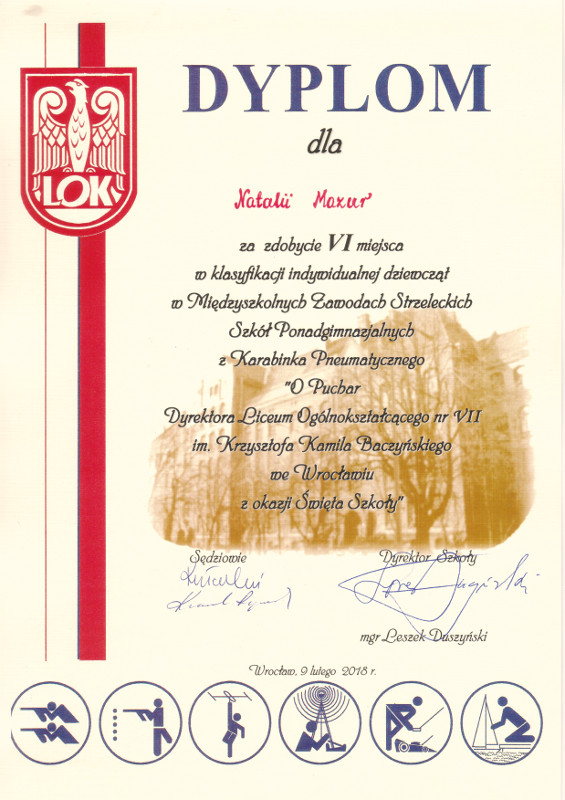 LOK
DYPLOM
dla
Natalii Mazur
za zdobycie VI miejsca
w klasyfikacji indywidualnej dziewcząt
w Międzyszkolnych Zawodach Strzeleckich
Szkół Ponadgimnazjalnych
z Karabinka Pneumatycznego
"O Puchar
Dyrektora Liceum Ogólnokształcącego nr VII
im. Krzysztofa Kamila Baczyńskiego
we Wrocławiu
z okazji Święta Szkoły"
Sędziowie Dyrektor Szkoły
mgr Leszek Duszyński
Wrocław, 9 lutego 2018 r.